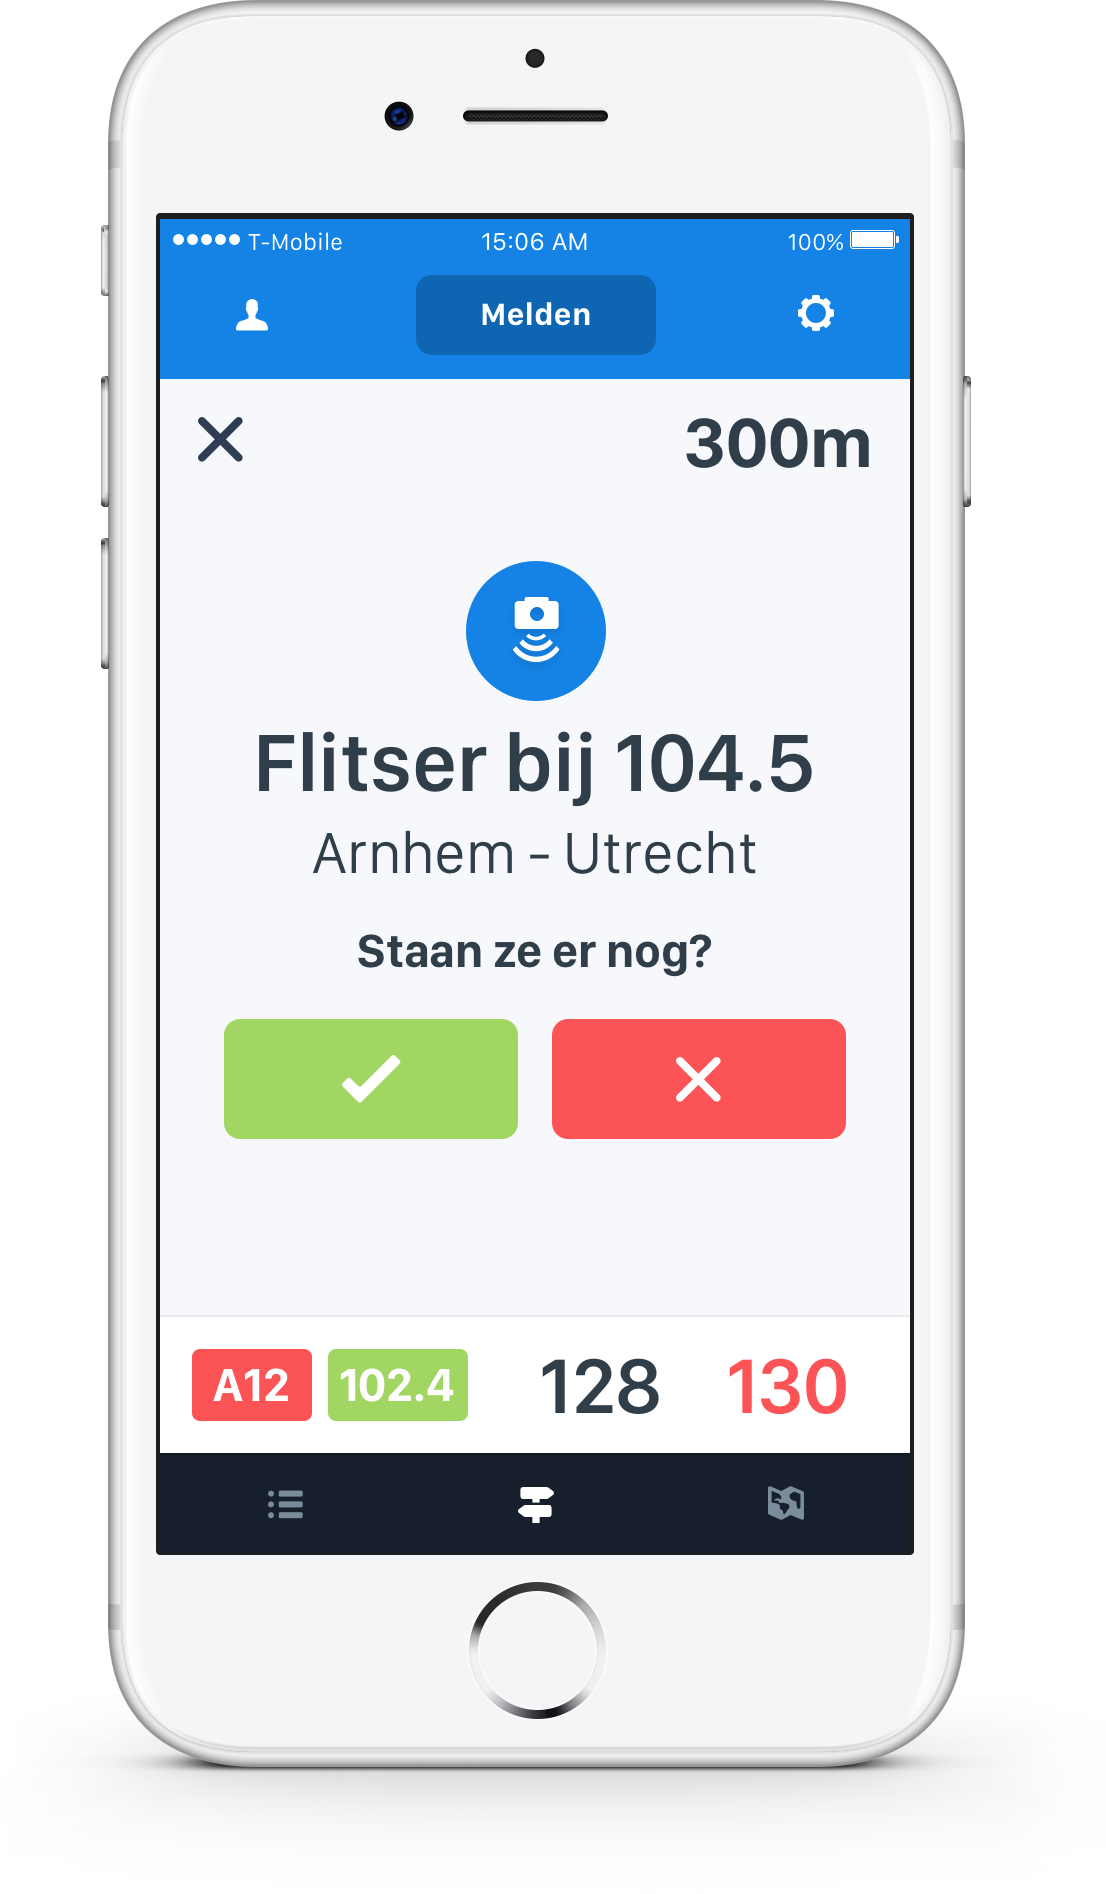 T-Mobile 15:06 AM 100%
Melden
300m
Flitser bij 104.5
Arnhem - Utrecht
Staan ze er nog?
A12 102.4 128 130